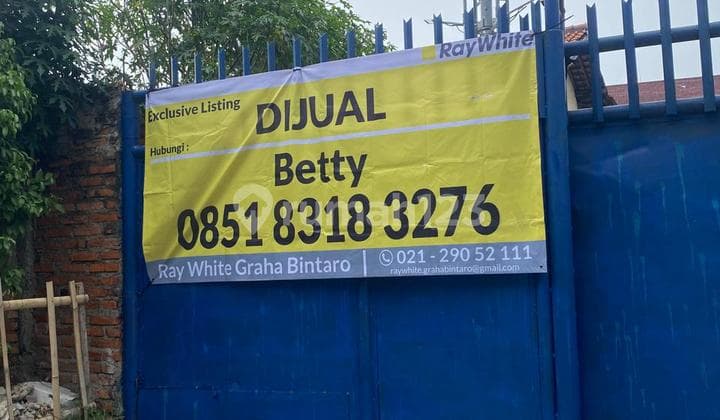 RayWhite
Exclusive Listing
DIJUAL
Hubungi :
Betty
0851 8318 3276
Ray White Graha Bintaro
021 - 290 52 111
raywhite.grahabintaro@gmail.com
rumah123